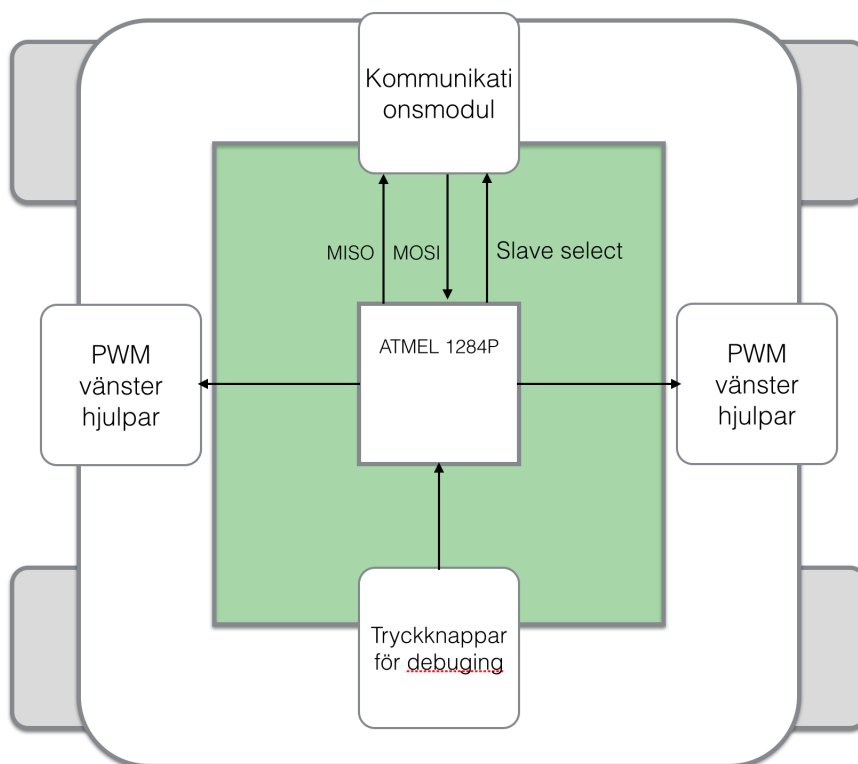 Kommunikati
onsmodul
MISO
MOSI
Slave select
ATMEL 1284P
PWM
vänster
hjulpar
PWM
vänster
hjulpar
Tryckknappar
för debuging